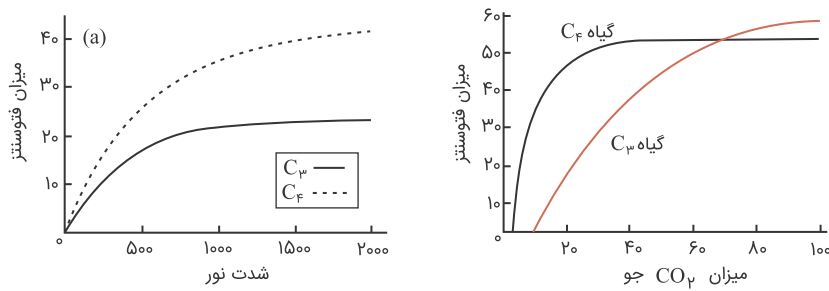 (a)
میزان فتوسنتز
۴۰
۳۰
۲۰
۱۰
۰
۵۰۰
۱۰۰۰
۱۵۰۰
۲۰۰۰
شدت نور
C۳
C۴
میزان فتوسنتز
۶۰
۵۰
۴۰
۳۰
۲۰
۱۰
۰
۲۰
۴۰
۶۰
۸۰
۱۰۰
گیاه C۴
گیاه C۳
میزان CO۲ جو